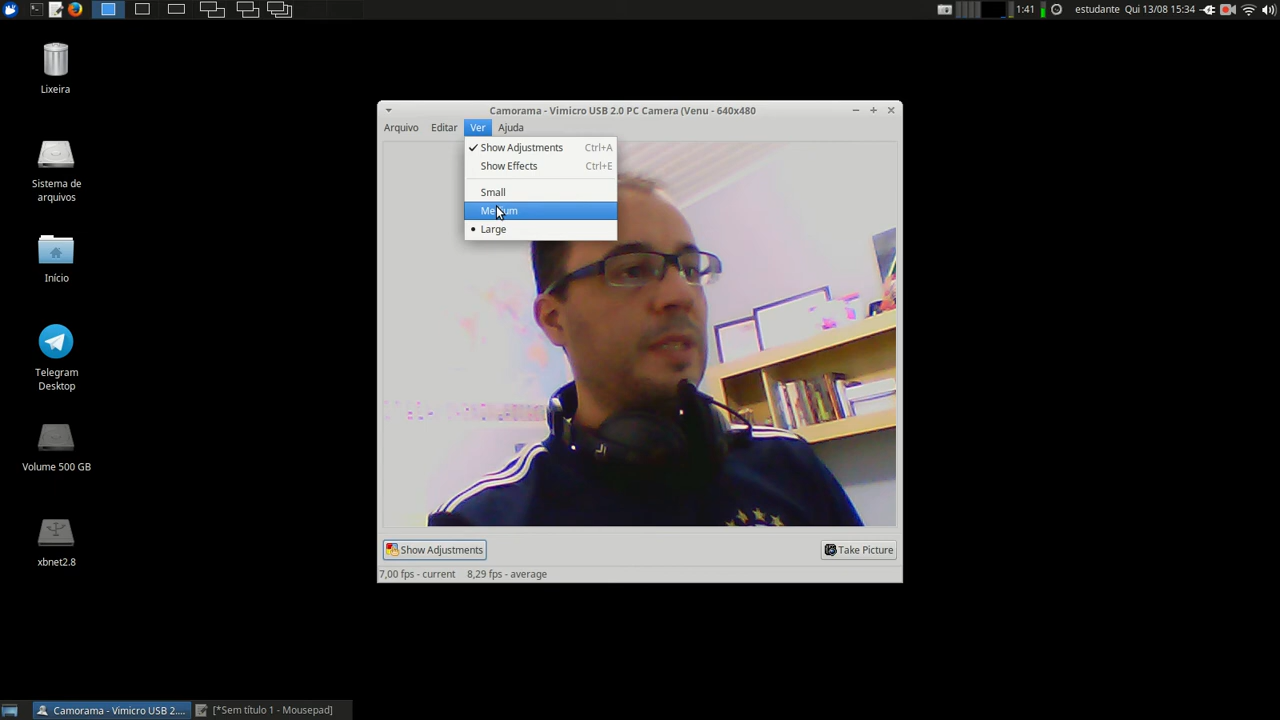 1:41
estudante Qui 13/08 15:34
Lixeira
Sistema de
arquivos
Início
Telegram
Desktop
Volume 500 GB
xbnet2.8
Camorama - Vimicro USB 2.0 PC Camera (Venu - 640x480
Arquivo Editar Ver Ajuda
Show Adjustments Ctrl+A
Show Effects Ctrl+E
Small
Medium
Large
Show Adjustments
Take Picture
7,00 fps - current 8,29 fps - average
Camorama - Vimicro USB 2....
[*Sem título 1 - Mousepad]